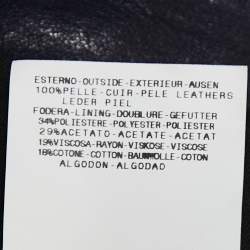 ESTERNO-OUTSIDE-EXTERIEUR-AUSEN
100%PELLE-CUIR-PELE LEATHERS
LEDER PIEL
FODERA-LINING-DOUBLURE-GEFUTTER
34%POLIESTERE-POLYESTER-POLIESTER
29%ACETATO-ACETATE-ACETAT
19%VISCOSA-RAYON-VISKOSE-VISCOSE
18%COTONE-COTTON-BAUMWOLLE-COTON
ALGODON-ALGODAO